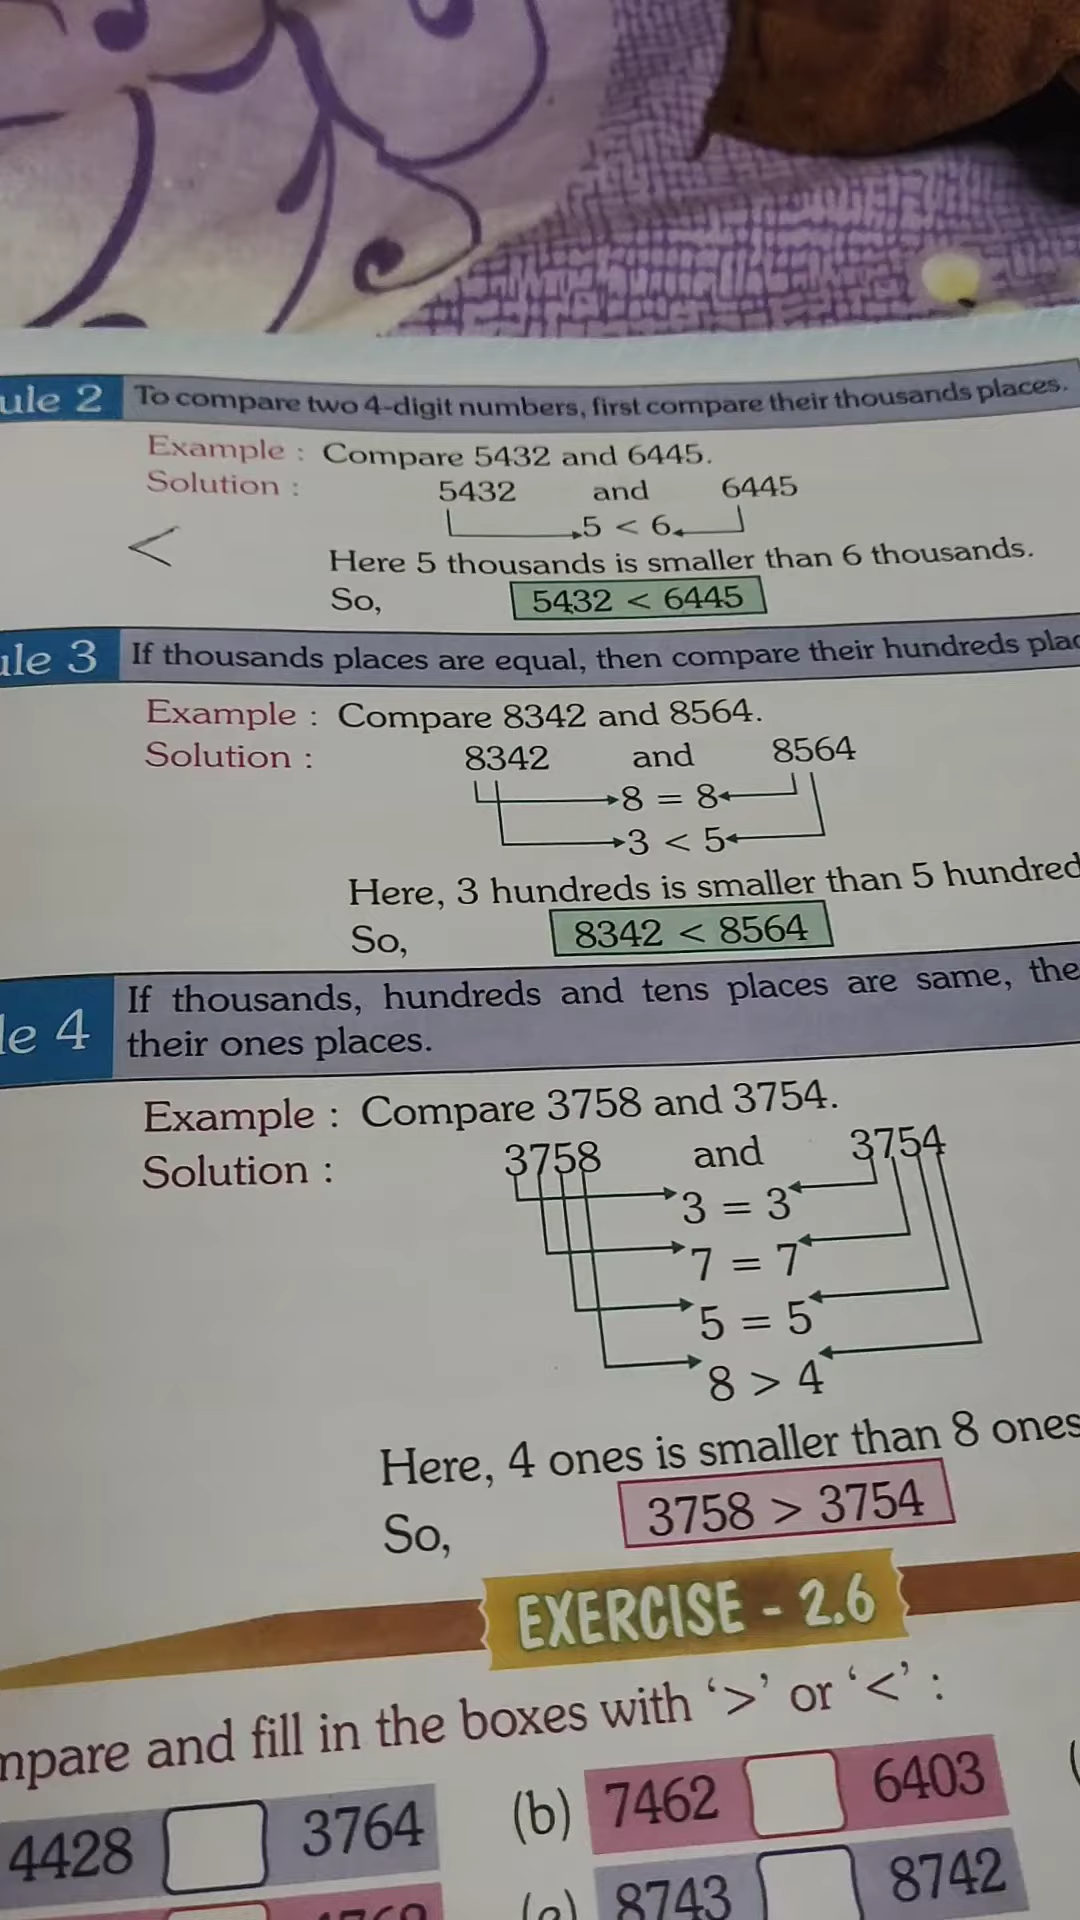 ule 2 To compare two 4-digit numbers, first compare their thousands places.
Example : Compare 5432 and 6445.
Solution : 5432 and 6445
5 < 6
<
Here 5 thousands is smaller than 6 thousands.
So, 5432 < 6445
ule 3 If thousands places are equal, then compare their hundreds plac
Example : Compare 8342 and 8564.
Solution : 8342 and 8564
8 = 8
3 < 5
Here, 3 hundreds is smaller than 5 hundred
So, 8342 < 8564
le 4 If thousands, hundreds and tens places are same, the
their ones places.
Example : Compare 3758 and 3754.
Solution : 3758 and 3754
3 = 3
7 = 7
5 = 5
8 > 4
Here, 4 ones is smaller than 8 ones
So, 3758 > 3754
EXERCISE - 2.6
mpare and fill in the boxes with ‘>’ or ‘<’ :
4428 3764 (b) 7462 6403 (
8743 8742